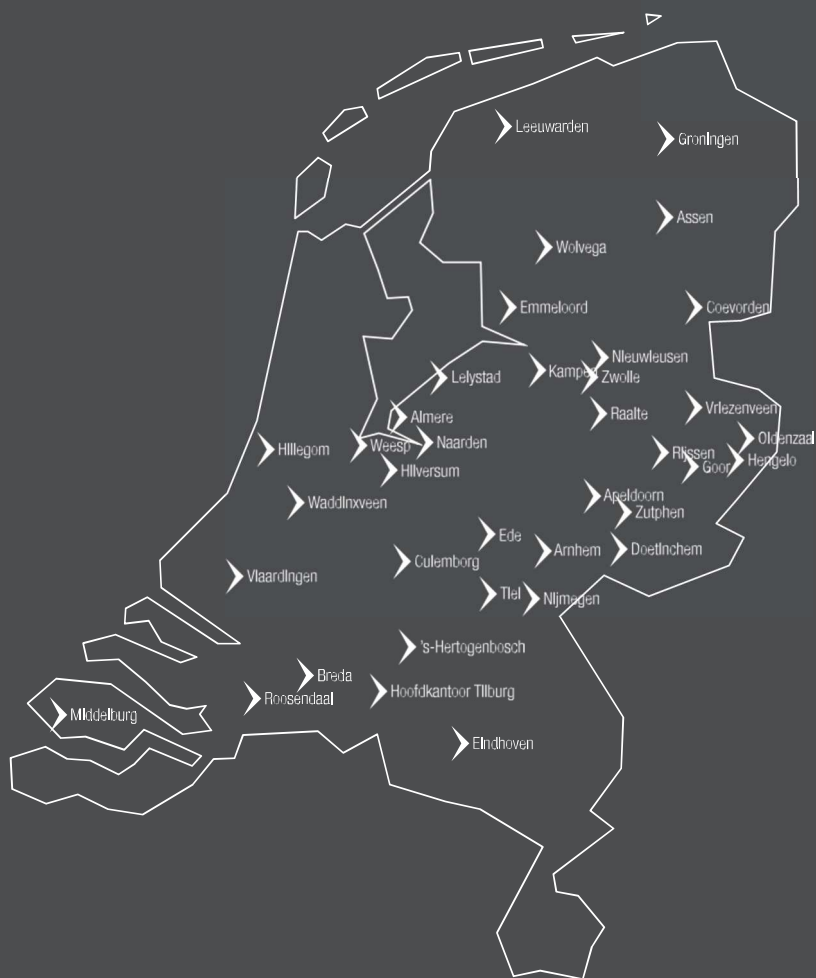 Leeuwarden
Groningen
Assen
Wolvega
Emmeloord
Coevorden
Nieuwleusen
Kampen
Zwolle
Lelystad
Almere
Raalte
Vriezenveen
Oldenzaal
Hillegom
Weesp
Naarden
Rijssen
Goor
Hengelo
Hilversum
Waddinxveen
Apeldoorn
Zutphen
Ede
Arnhem
Doetinchem
Culemborg
Vlaardingen
Tiel
Nijmegen
's-Hertogenbosch
Breda
Roosendaal
Hoofdkantoor Tilburg
Middelburg
Eindhoven